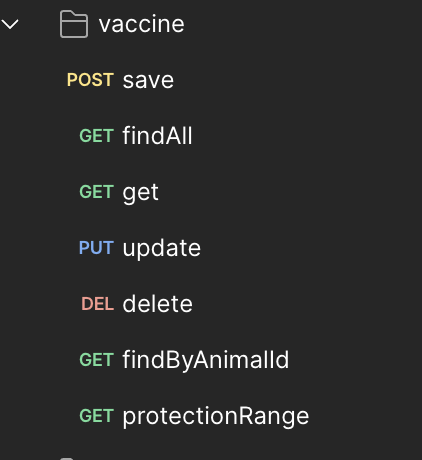 vaccine
POST save
GET findAll
GET get
PUT update
DEL delete
GET findByAnimalId
GET protectionRange